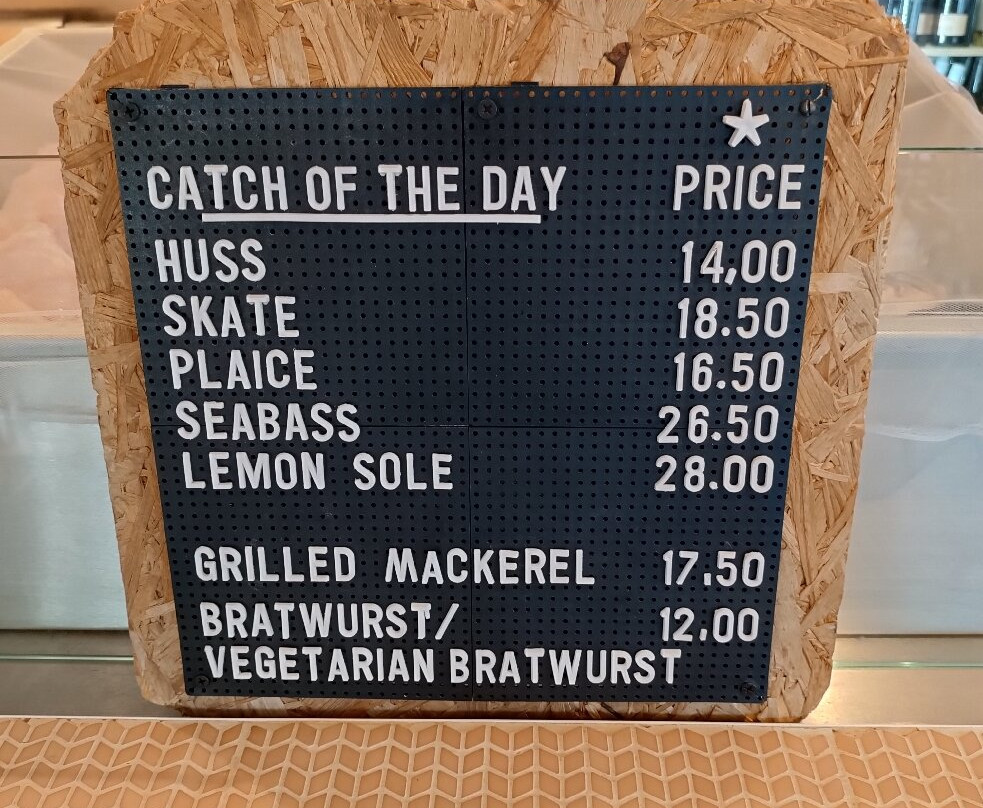 CATCH OF THE DAY PRICE
HUSS 14,00
SKATE 18.50
PLAICE 16.50
SEABASS 26.50
LEMON SOLE 28.00
GRILLED MACKEREL 17.50
BRATWURST/ 12.00
VEGETARIAN BRATWURST